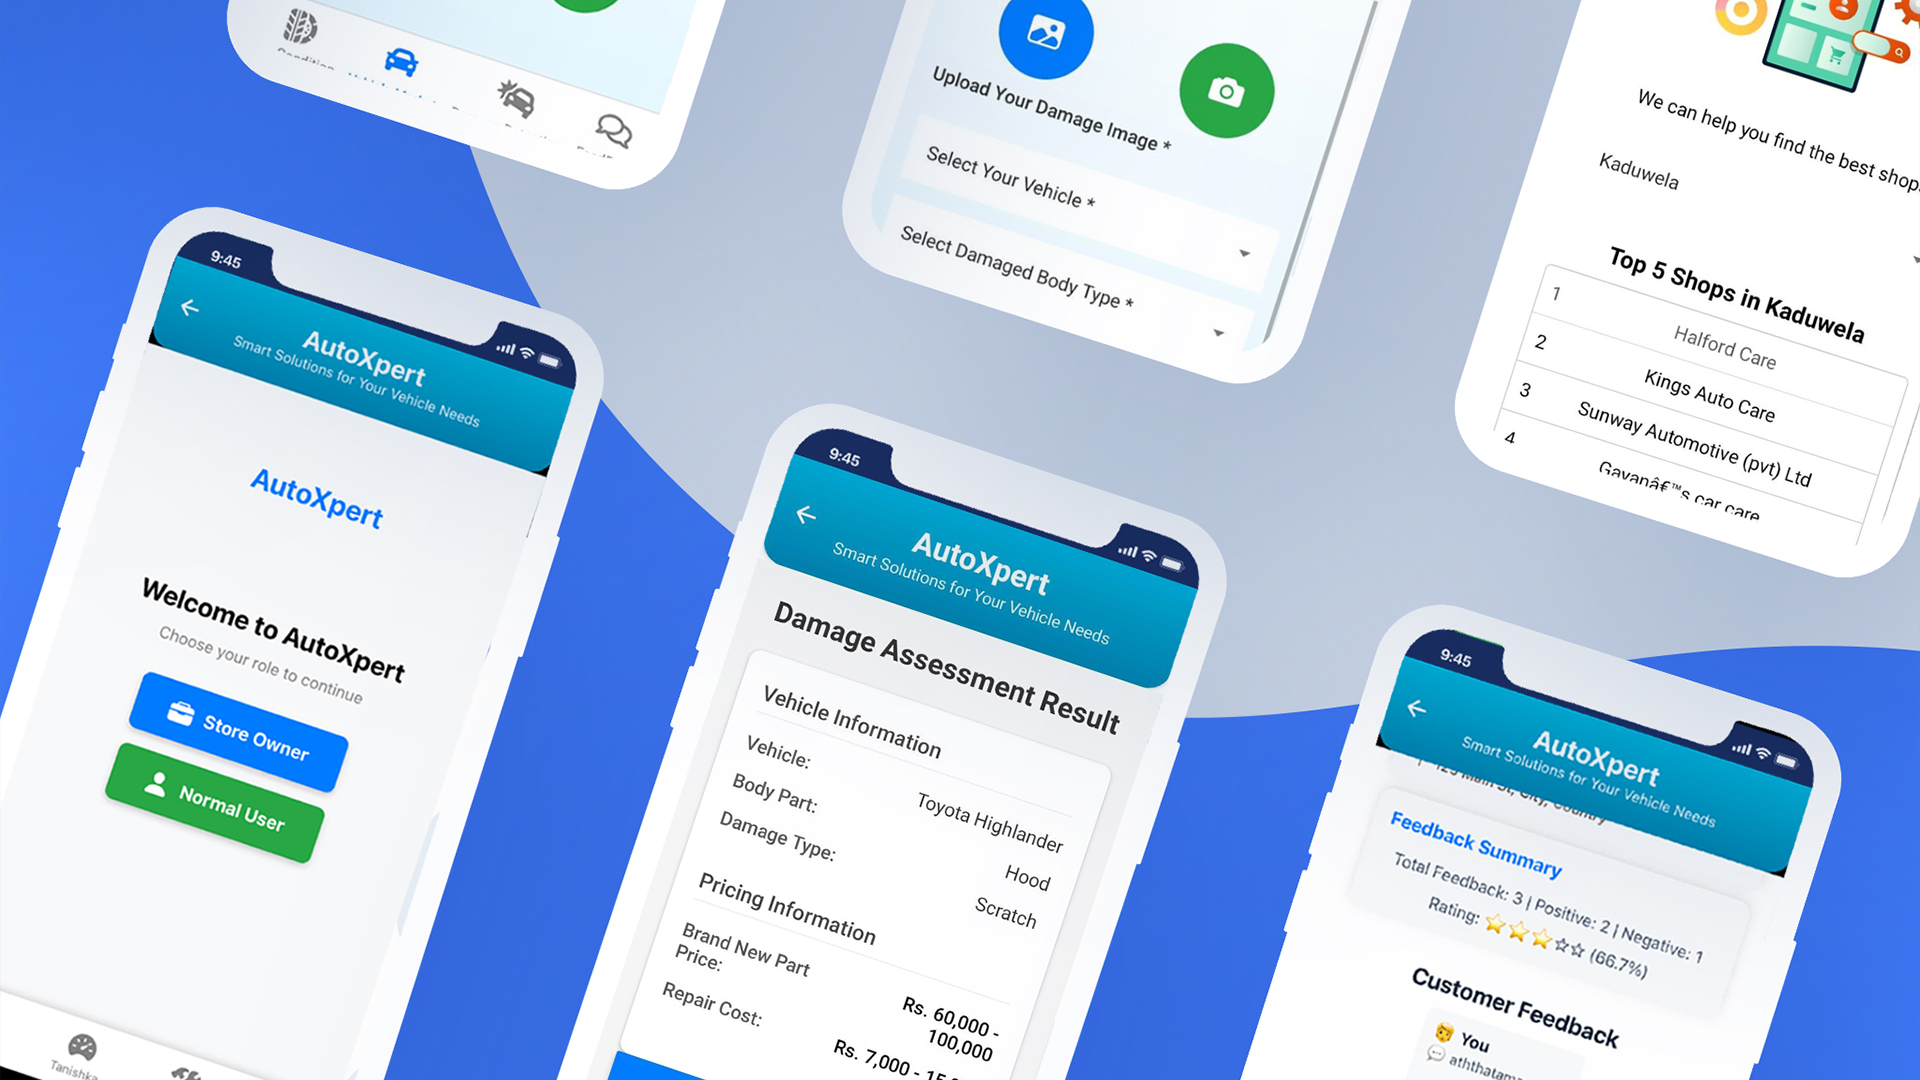 Upload Your Damage Image *
Select Your Vehicle *
Select Damaged Body Type *
We can help you find the best shop
Kaduwela
Top 5 Shops in Kaduwela
1
Halford Care
2
Kings Auto Care
3
Sunway Automotive (pvt) Ltd
4
Gayanâ€™s car care
9:45
AutoXpert
Smart Solutions for Your Vehicle Needs
AutoXpert
Welcome to AutoXpert
Choose your role to continue
Store Owner
Normal User
Tanishka
9:45
AutoXpert
Smart Solutions for Your Vehicle Needs
Damage Assessment Result
Vehicle Information
Vehicle:
Toyota Highlander
Body Part:
Hood
Damage Type:
Scratch
Pricing Information
Brand New Part
Price:
Rs. 60,000 -
100,000
Repair Cost:
Rs. 7,000 -
9:45
AutoXpert
Smart Solutions for Your Vehicle Needs
123 Main St, City, Country
Feedback Summary
Total Feedback: 3 | Positive: 2 | Negative: 1
Rating: ⭐⭐⭐☆☆ (66.7%)
Customer Feedback
You
aththatama